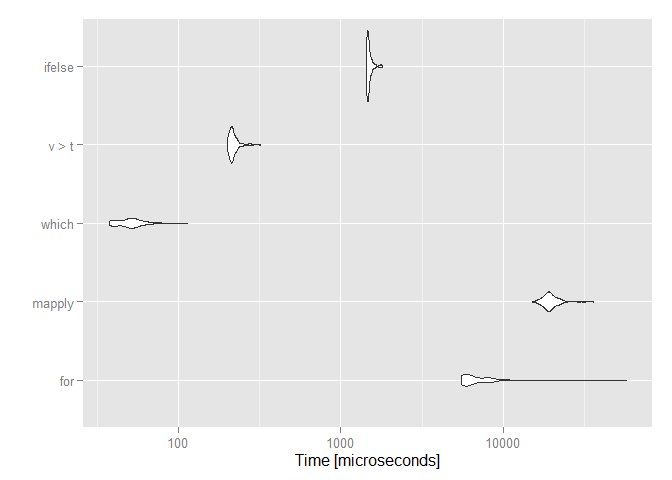 ifelse
v > t
which
mapply
for
100 1000 10000
Time [microseconds]